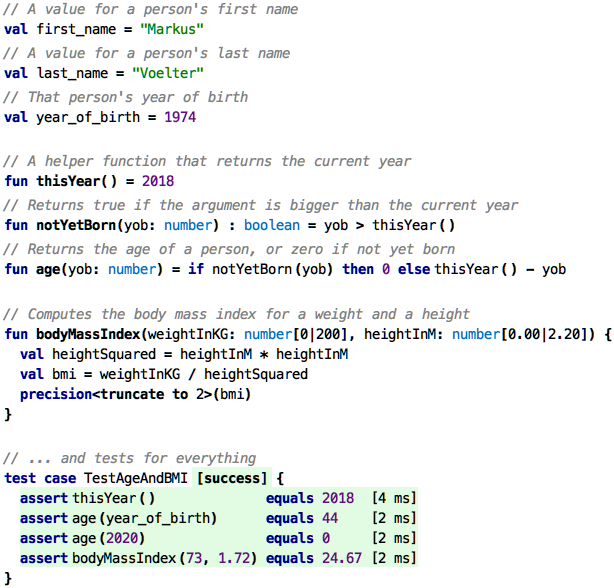 // A value for a person's first name
val first_name = "Markus"
// A value for a person's last name
val last_name = "Voelter"
// That person's year of birth
val year_of_birth = 1974
// A helper function that returns the current year
fun thisYear() = 2018
// Returns true if the argument is bigger than the current year
fun notYetBorn(yob: number) : boolean = yob > thisYear()
// Returns the age of a person, or zero if not yet born
fun age(yob: number) = if notYetBorn(yob) then 0 else thisYear() - yob
// Computes the body mass index for a weight and a height
fun bodyMassIndex(weightInKG: number[0|200], heightInM: number[0.00|2.20]) {
  val heightSquared = heightInM * heightInM
  val bmi = weightInKG / heightSquared
  precision<truncate to 2>(bmi)
}
// ... and tests for everything
test case TestAgeAndBMI [success] {
  assert thisYear() equals 2018 [4 ms]
  assert age(year_of_birth) equals 44 [2 ms]
  assert age(2020) equals 0 [2 ms]
  assert bodyMassIndex(73, 1.72) equals 24.67 [2 ms]
}